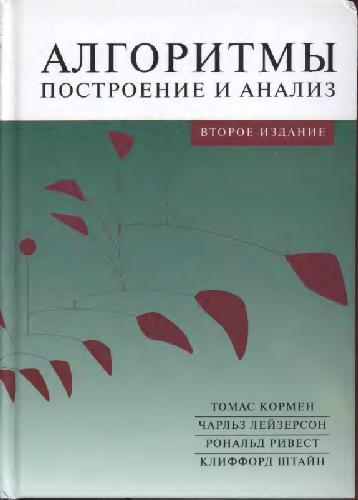 АЛГОРИТМЫ
ПОСТРОЕНИЕ И АНАЛИЗ
ВТОРОЕ ИЗДАНИЕ
ТОМАС КОРМЕН
ЧАРЛЬЗ ЛЕЙЗЕРСОН
РОНАЛЬД РИВЕСТ
КЛИФФОРД ШТАЙН